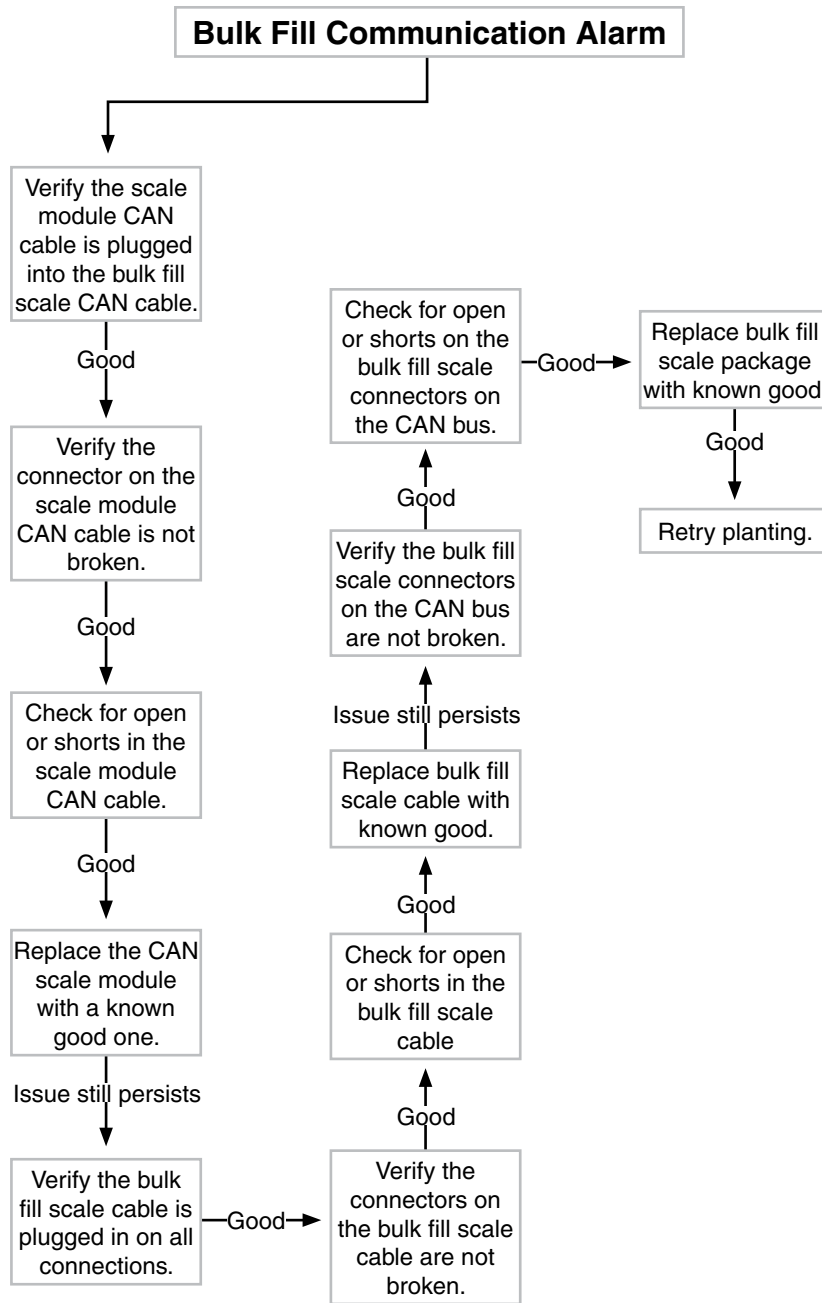 Bulk Fill Communication Alarm
Verify the scale
module CAN
cable is plugged
into the bulk fill
scale CAN cable.
Good
Verify the
connector on the
scale module
CAN cable is not
broken.
Good
Check for open
or shorts in the
scale module
CAN cable.
Good
Replace the CAN
scale module
with a known
good one.
Issue still persists
Verify the bulk
fill scale cable is
plugged in on all
connections.
Good
Verify the
connectors on
the bulk fill scale
cable are not
broken.
Good
Check for open
or shorts in the
bulk fill scale
cable
Good
Replace bulk fill
scale cable with
known good.
Issue still persists
Verify the bulk fill
scale connectors
on the CAN bus
are not broken.
Good
Check for open
or shorts on the
bulk fill scale
connectors on
the CAN bus.
Good
Replace bulk fill
scale package
with known good
Good
Retry planting.